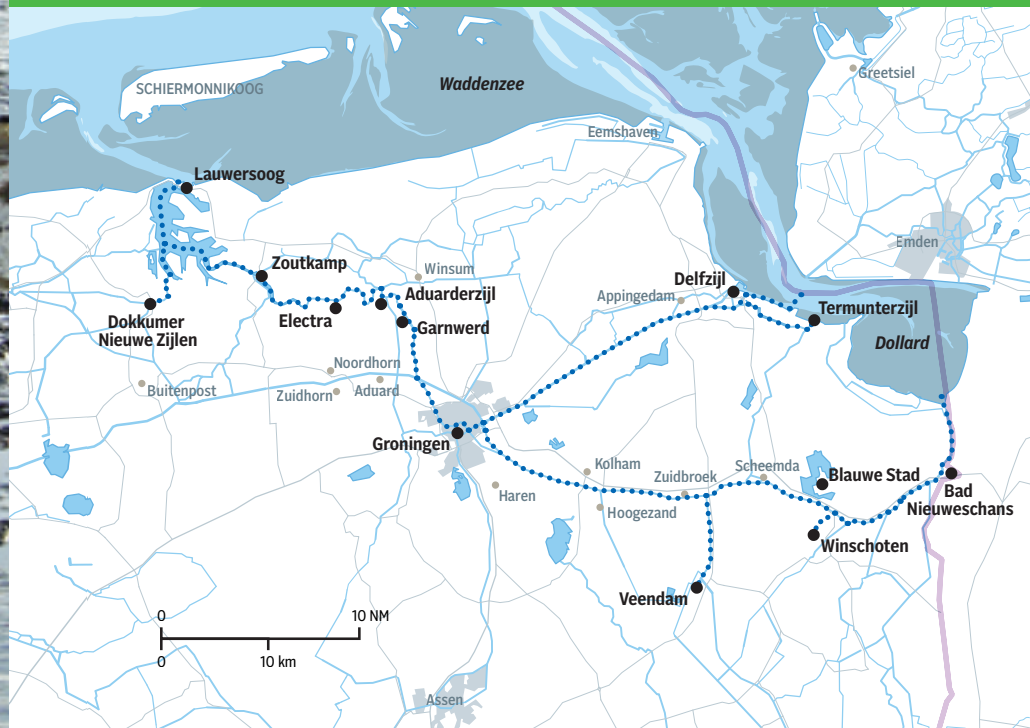 Waddenzee
SCHIERMONNIKOOG
Greetsiel
Eemshaven
Lauwersoog
Emden
Zoutkamp
Winsum
Delfzijl
Appingedam
Aduarderzijl
Termunterzijl
Dokkumer
Nieuwe Zijlen
Electra
Garnwerd
Dollard
Noordhorn
Buitenpost
Zuidhorn
Aduard
Groningen
Kolham
Zuidbroek
Scheemda
Blauwe Stad
Haren
Hoogezand
Bad
Nieuweschans
Winschoten
Veendam
0
10 NM
0
10 km
Assen